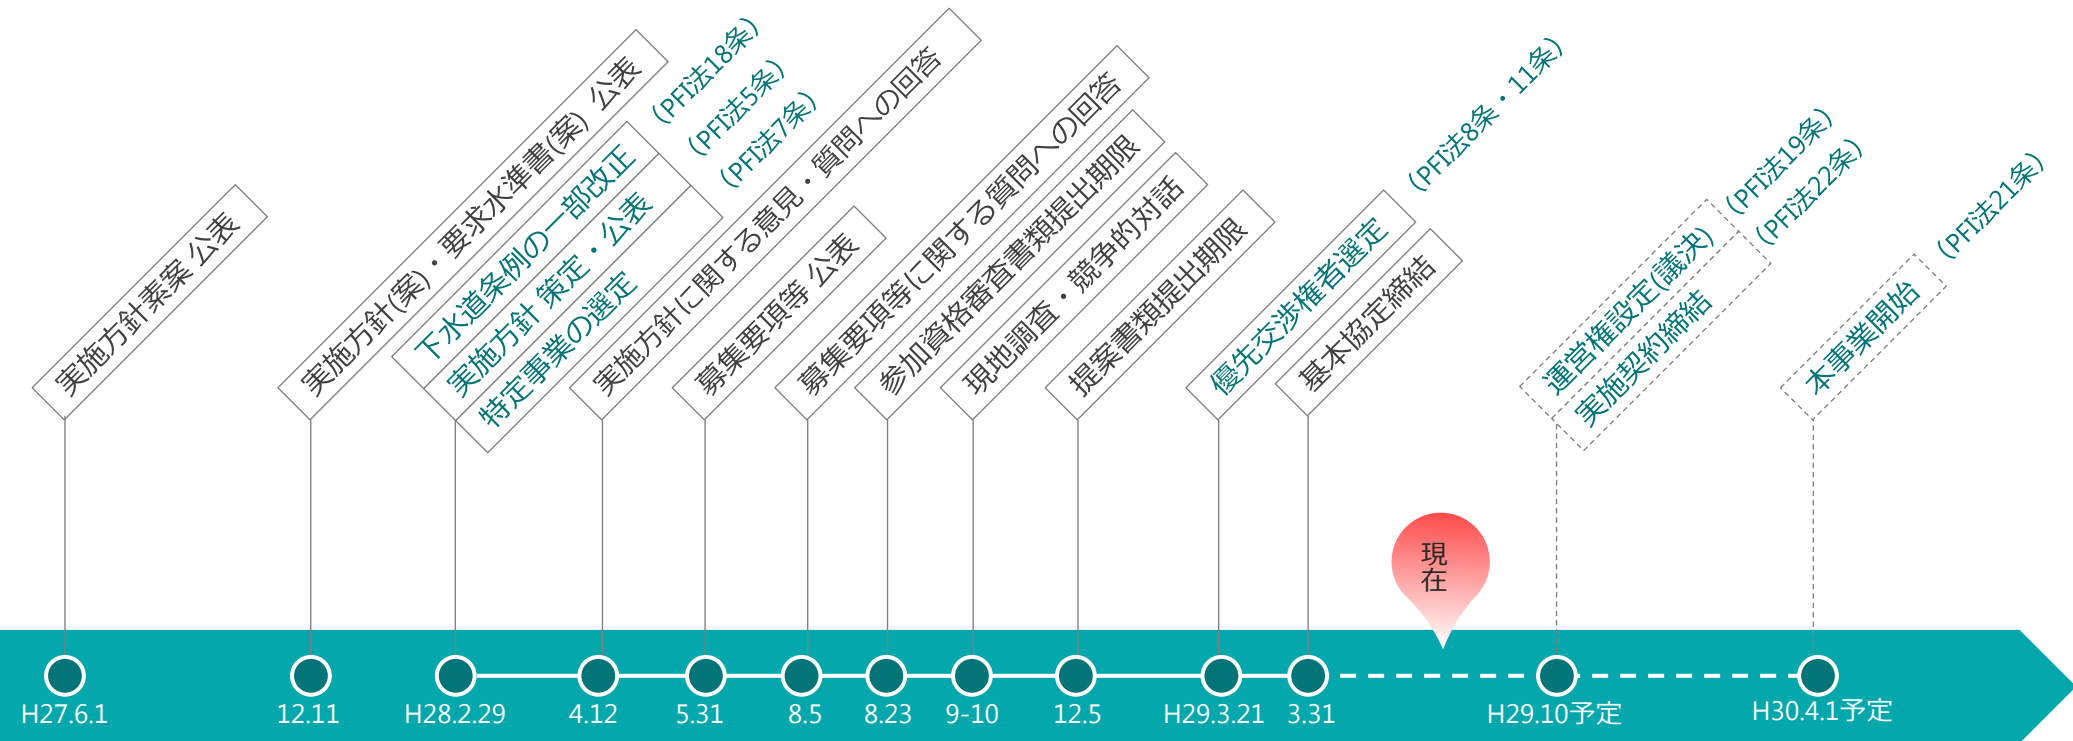 実施方針素案 公表
実施方針(案)・要求水準書(案) 公表
下水道条例の一部改正
(PFI法18条)
実施方針 策定・公表
(PFI法5条)
特定事業の選定
(PFI法7条)
実施方針に関する意見・質問への回答
募集要項等 公表
募集要項等に関する質問への回答
参加資格審査書類提出期限
現地調査・競争的対話
提案書類提出期限
優先交渉権者選定
(PFI法8条・11条)
基本協定締結
運営権設定(議決)
(PFI法19条)
実施契約締結
(PFI法22条)
本事業開始
(PFI法21条)
現在
H27.6.1
12.11
H28.2.29
4.12
5.31
8.5
8.23
9-10
12.5
H29.3.21
3.31
H29.10予定
H30.4.1予定